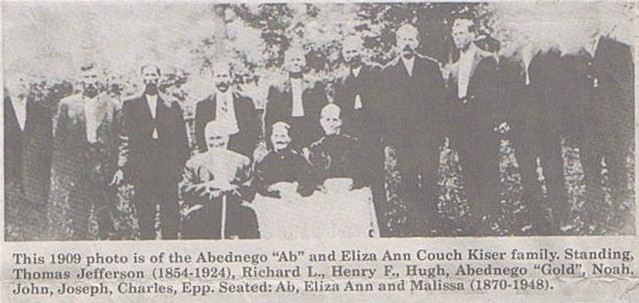 This 1909 photo is of the Abednego "Ab" and Eliza Ann Couch Kiser family. Standing,
Thomas Jefferson (1854-1924), Richard L., Henry F., Hugh, Abednego "Gold", Noah,
John, Joseph, Charles, Epp. Seated: Ab, Eliza Ann and Malissa (1870-1948).